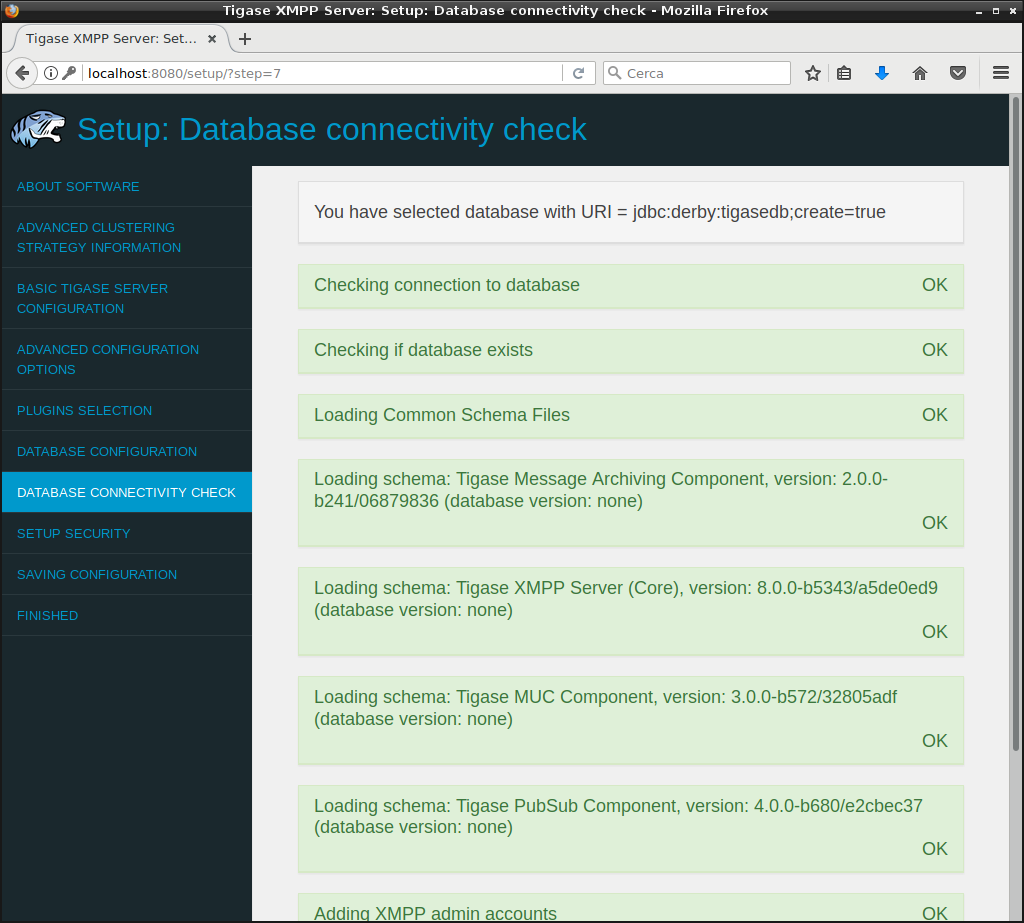 Tigase XMPP Server: Setup: Database connectivity check - Mozilla Firefox
Tigase XMPP Server: Set...
localhost:8080/setup/?step=7
Cerca
Setup: Database connectivity check
ABOUT SOFTWARE
ADVANCED CLUSTERING
STRATEGY INFORMATION
BASIC TIGASE SERVER
CONFIGURATION
ADVANCED CONFIGURATION
OPTIONS
PLUGINS SELECTION
DATABASE CONFIGURATION
DATABASE CONNECTIVITY CHECK
SETUP SECURITY
SAVING CONFIGURATION
FINISHED
You have selected database with URI = jdbc:derby:tigasedb;create=true
Checking connection to database OK
Checking if database exists OK
Loading Common Schema Files OK
Loading schema: Tigase Message Archiving Component, version: 2.0.0-
b241/06879836 (database version: none)
OK
Loading schema: Tigase XMPP Server (Core), version: 8.0.0-b5343/a5de0ed9
(database version: none)
OK
Loading schema: Tigase MUC Component, version: 3.0.0-b572/32805adf
(database version: none)
OK
Loading schema: Tigase PubSub Component, version: 4.0.0-b680/e2cbec37
(database version: none)
OK
Adding XMPP admin accounts OK